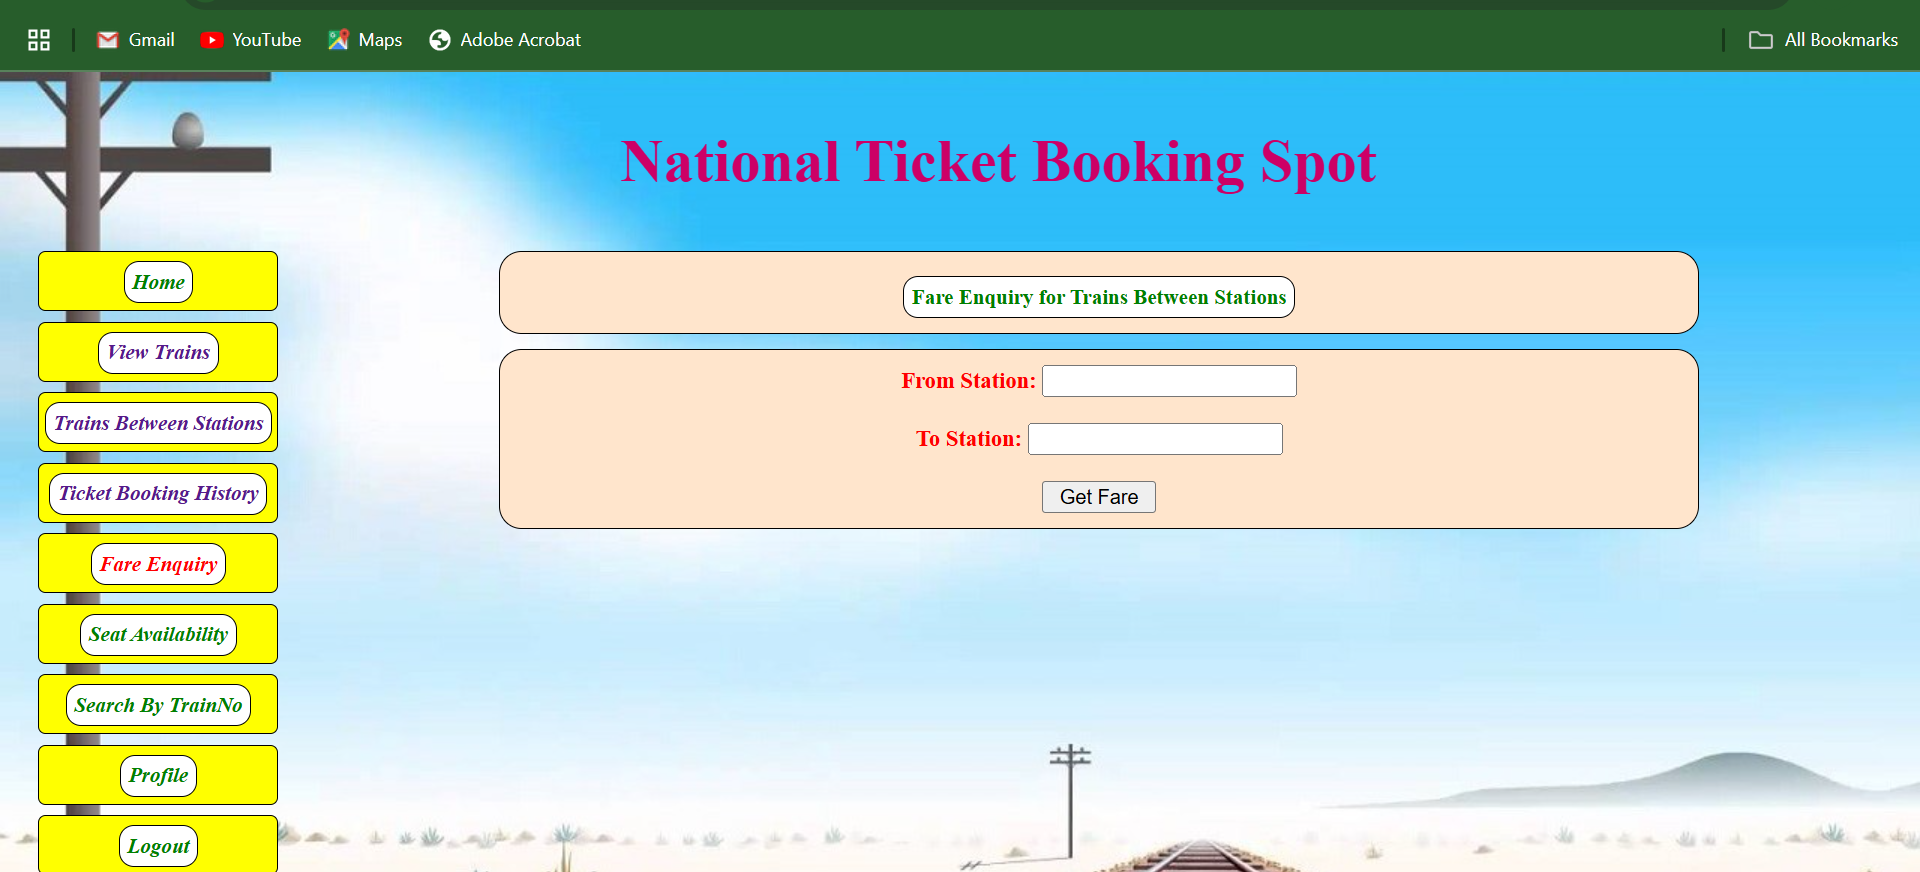 Gmail YouTube Maps Adobe Acrobat All Bookmarks
National Ticket Booking Spot
Home
View Trains
Trains Between Stations
Ticket Booking History
Fare Enquiry
Seat Availability
Search By TrainNo
Profile
Logout
Fare Enquiry for Trains Between Stations
From Station:
To Station:
Get Fare